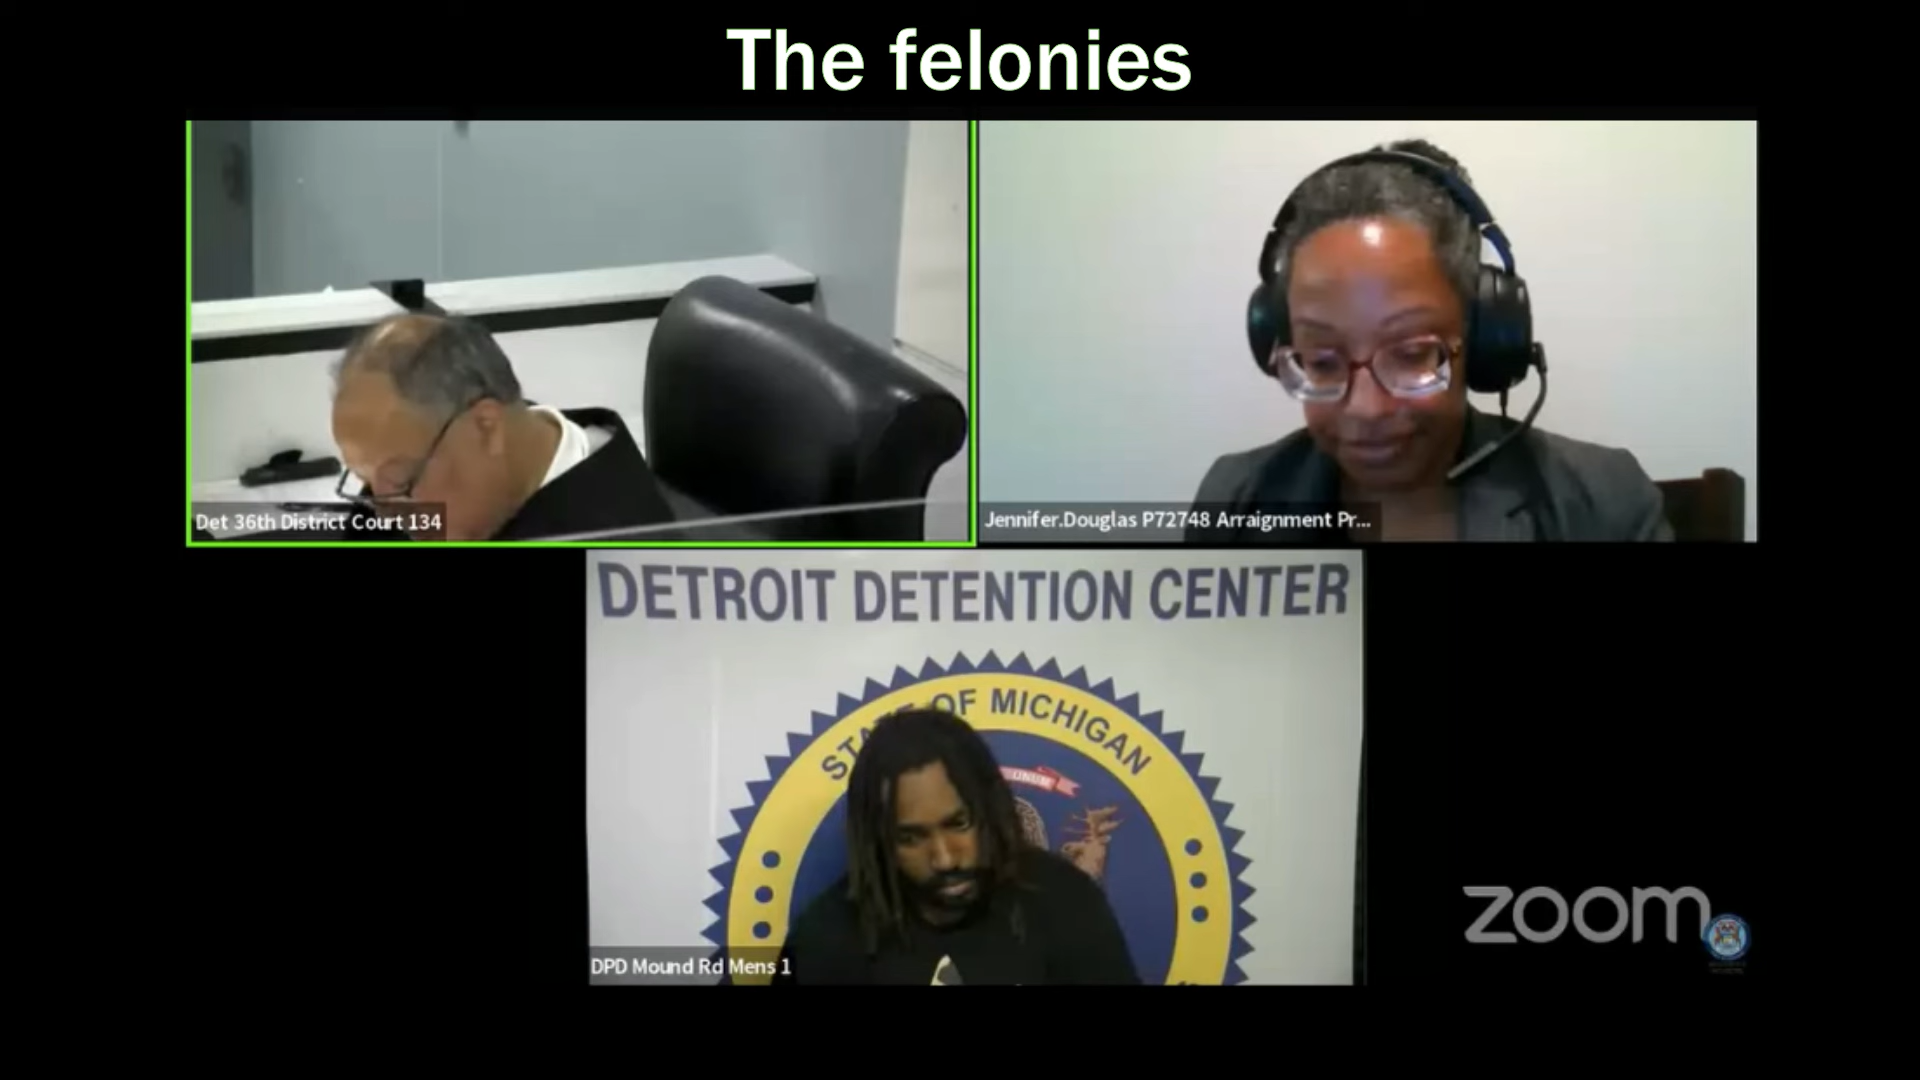 The felonies
Det 36th District Court 134
Jennifer.Douglas P72748 Arraignment Pr...
DETROIT DETENTION CENTER
STATE OF MICHIGAN
UNUM
DPD Mound Rd Mens 1
zoom